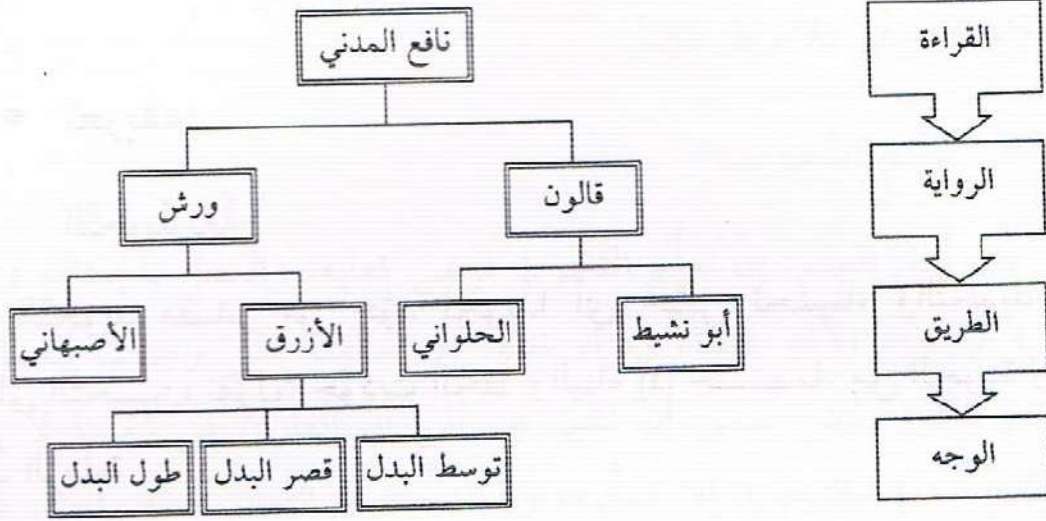 نافع المدني
القراءة
قالون
ورش
الرواية
أبو نشيط
الحلواني
الأزرق
الأصبهاني
الطريق
توسط البدل
قصر البدل
طول البدل
الوجه